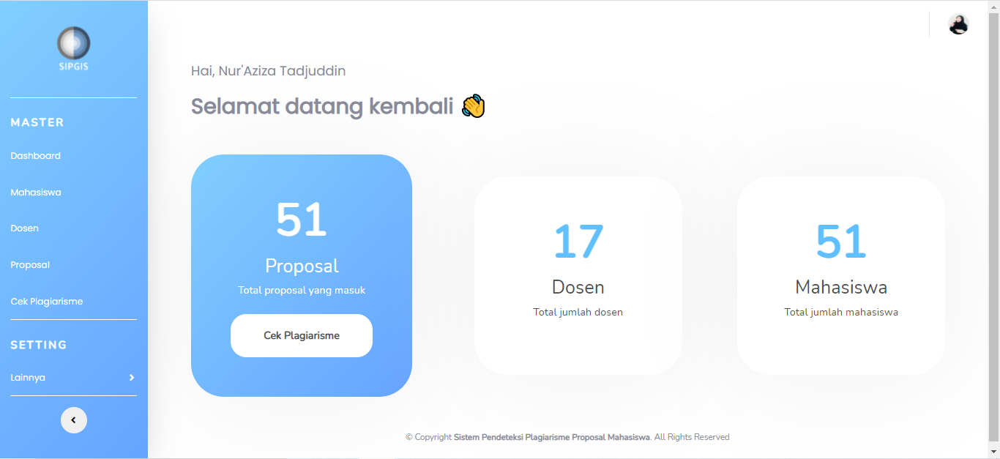 SIPGIS
MASTER
Dashboard
Mahasiswa
Dosen
Proposal
Cek Plagiarisme
SETTING
Lainnya
Hai, Nur'Aziza Tadjuddin
Selamat datang kembali 👋
51
Proposal
Total proposal yang masuk
Cek Plagiarisme
17
Dosen
Total jumlah dosen
51
Mahasiswa
Total jumlah mahasiswa
© Copyright Sistem Pendeteksi Plagiarisme Proposal Mahasiswa. All Rights Reserved